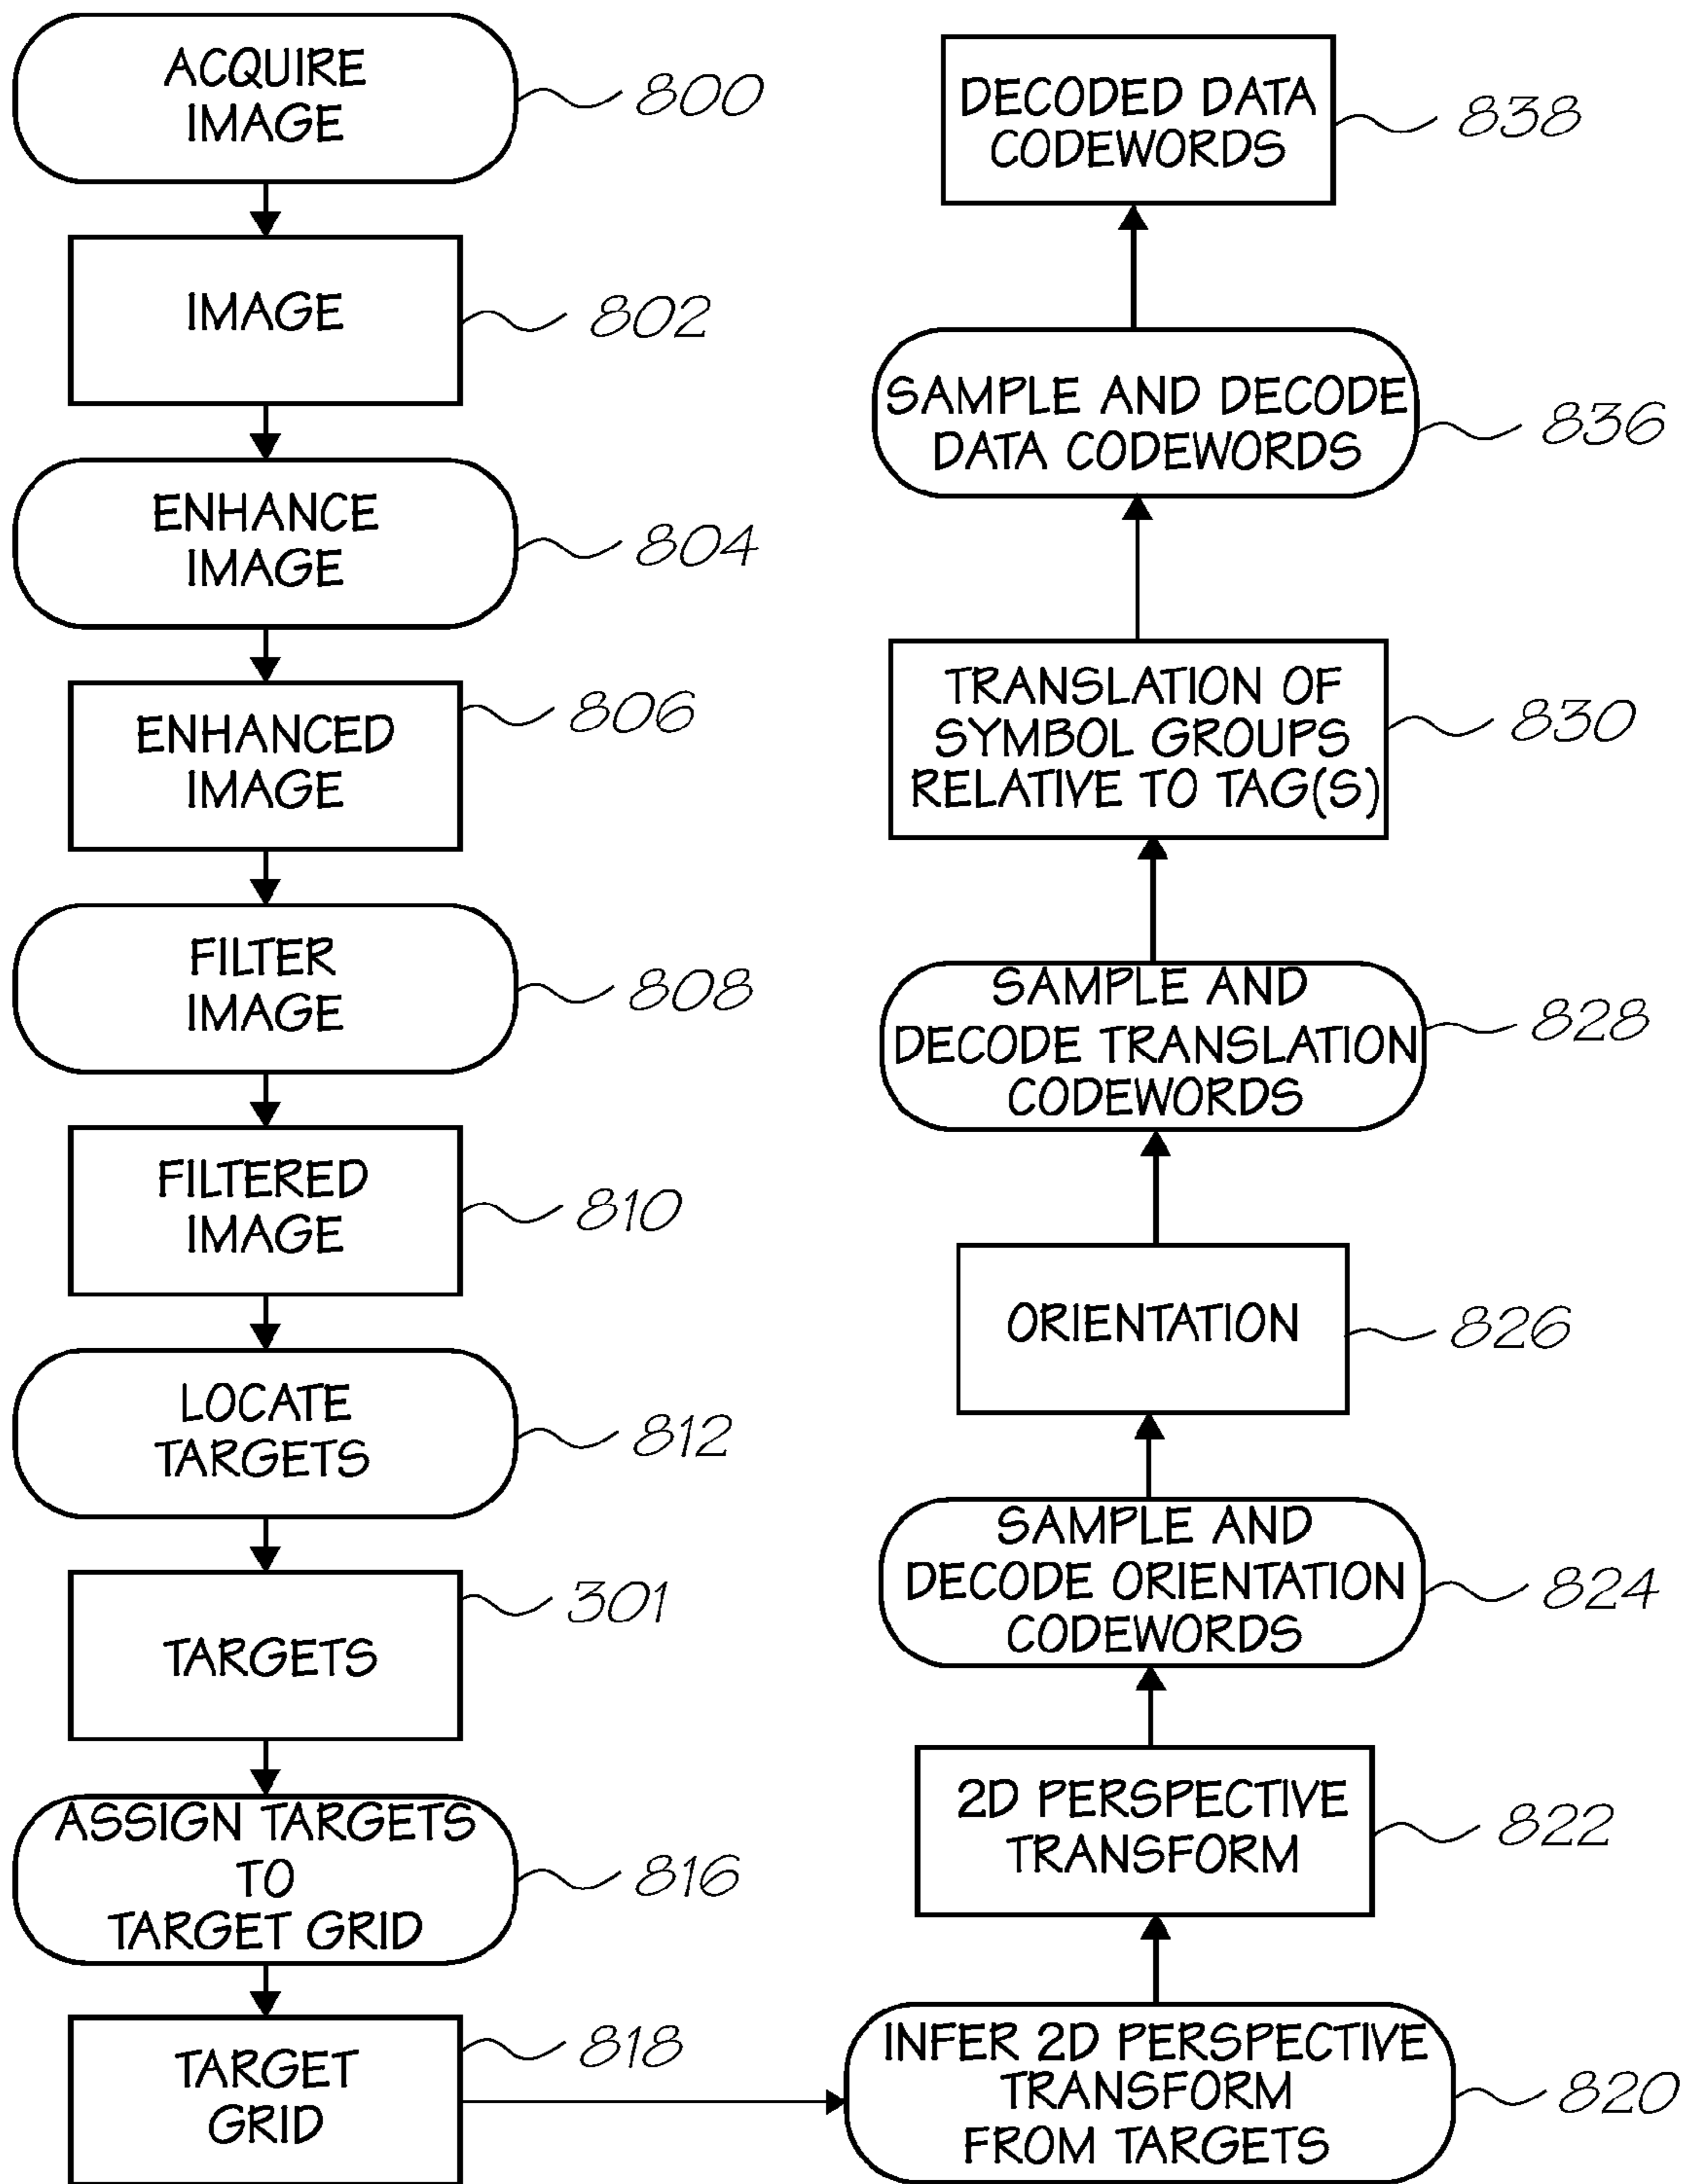 ACQUIRE
IMAGE
800
IMAGE
802
ENHANCE
IMAGE
804
ENHANCED
IMAGE
806
FILTER
IMAGE
808
FILTERED
IMAGE
810
LOCATE
TARGETS
812
TARGETS
301
ASSIGN TARGETS
TO
TARGET GRID
816
TARGET
GRID
818
INFER 2D PERSPECTIVE
TRANSFORM
FROM TARGETS
820
2D PERSPECTIVE
TRANSFORM
822
SAMPLE AND
DECODE ORIENTATION
CODEWORDS
824
ORIENTATION
826
SAMPLE AND
DECODE TRANSLATION
CODEWORDS
828
TRANSLATION OF
SYMBOL GROUPS
RELATIVE TO TAG(S)
830
SAMPLE AND DECODE
DATA CODEWORDS
836
DECODED DATA
CODEWORDS
838